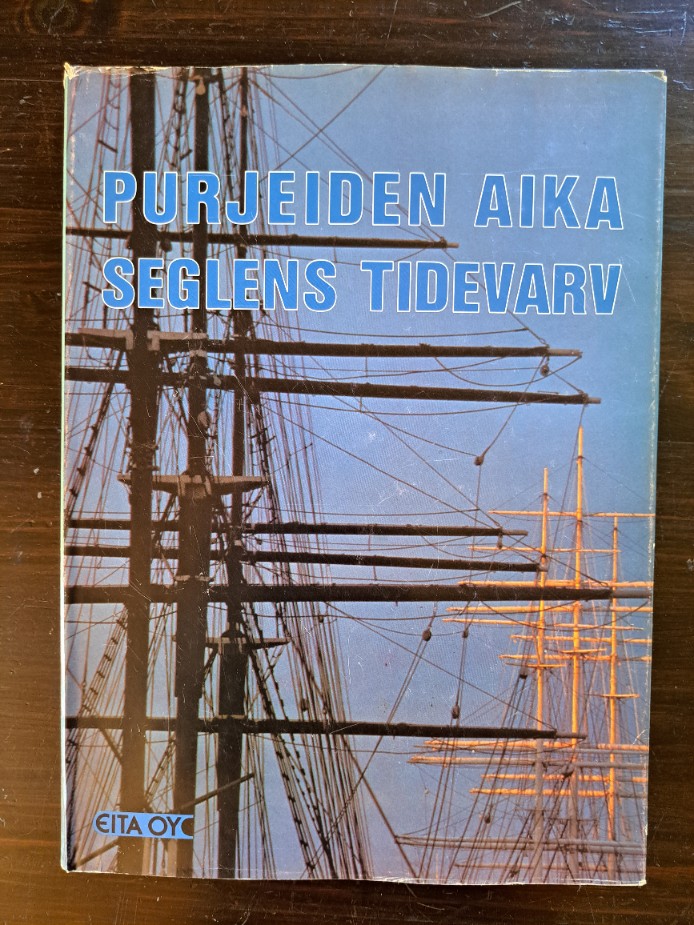 PURJEIDEN AIKA
SEGLENS TIDEVARV
EITA OY